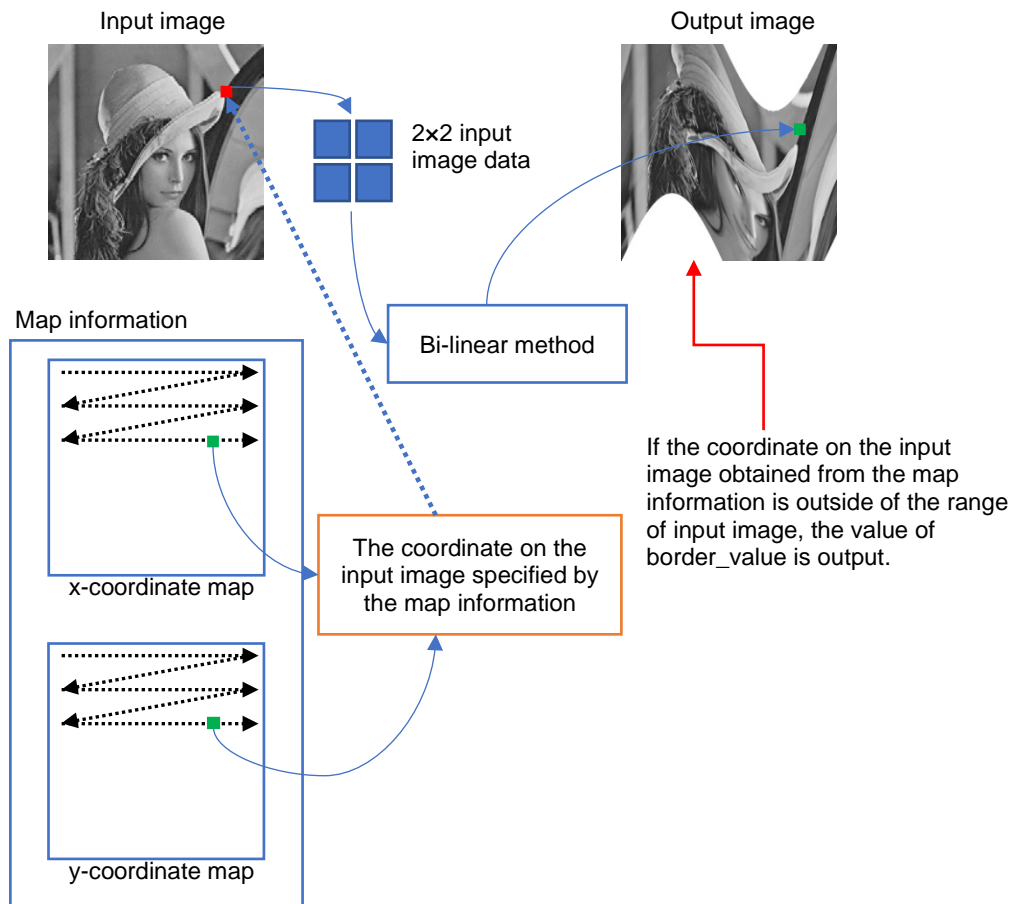 Input image
Output image
2×2 input
image data
Map information
Bi-linear method
If the coordinate on the input
image obtained from the map
information is outside of the range
of input image, the value of
border_value is output.
The coordinate on the
input image specified by
the map information
x-coordinate map
y-coordinate map